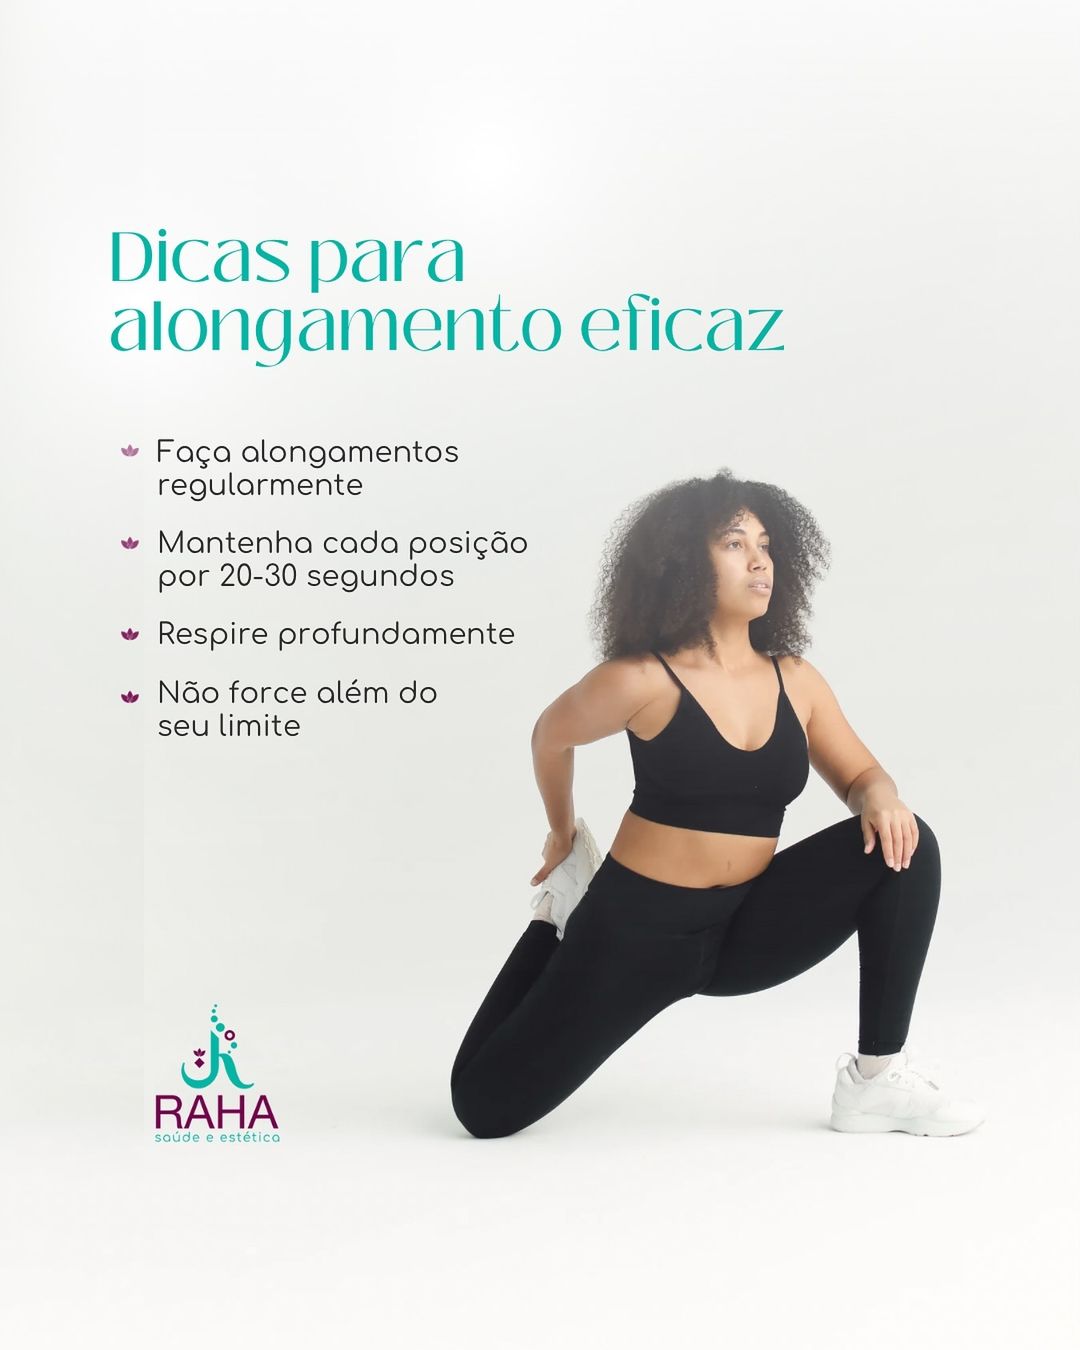 Dicas para
alongamento eficaz
Faça alongamentos
regularmente
Mantenha cada posição
por 20-30 segundos
Respire profundamente
Não force além do
seu limite
RAHA
saúde e estética